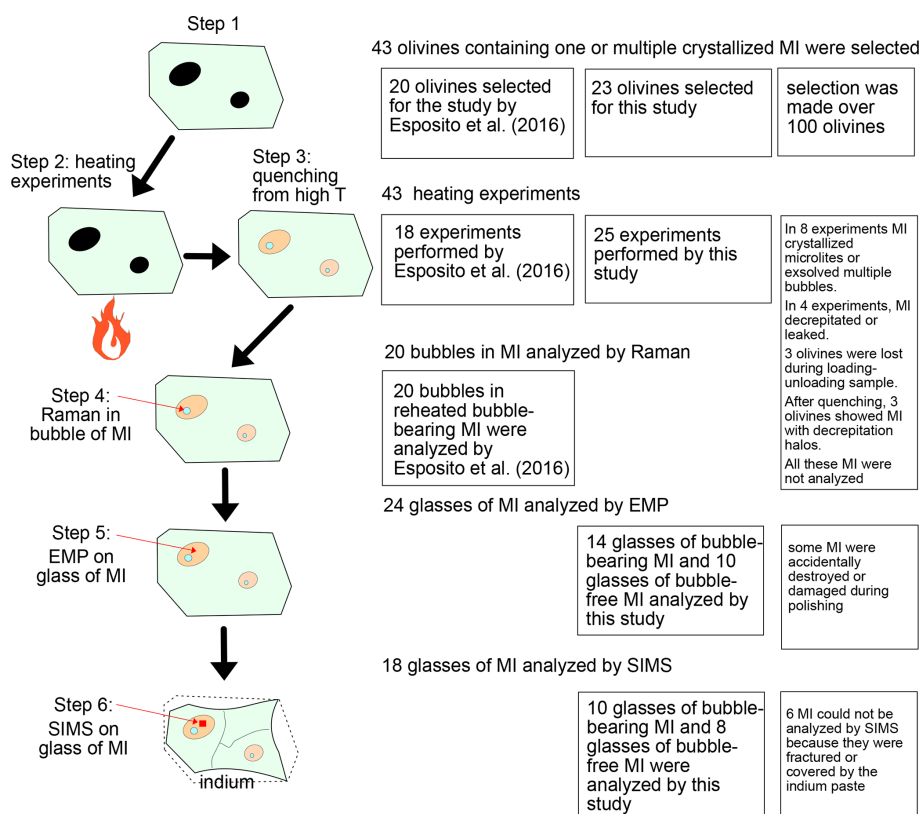 Step 1
43 olivines containing one or multiple crystallized MI were selected
20 olivines selected
for the study by
Esposito et al. (2016)
23 olivines selected
for this study
selection was
made over
100 olivines
Step 2: heating
experiments
Step 3:
quenching
from high T
43 heating experiments
18 experiments
performed by
Esposito et al. (2016)
25 experiments
performed by this
study
In 8 experiments MI
crystallized
microlites or
exsolved multiple
bubbles.
In 4 experiments, MI
decrepitated or
leaked.
3 olivines were lost
during loading-
unloading sample.
After quenching, 3
olivines showed MI
with decrepitation
halos.
All these MI were
not analyzed
Step 4:
Raman in
bubble of MI
20 bubbles in MI analyzed by Raman
20 bubbles in
reheated bubble-
bearing MI were
analyzed by
Esposito et al. (2016)
Step 5:
EMP on
glass of MI
24 glasses of MI analyzed by EMP
14 glasses of bubble-
bearing MI and 10
glasses of bubble-
free MI analyzed by
this study
some MI were
accidentally
destroyed or
damaged during
polishing
Step 6:
SIMS on
glass of MI
indium
18 glasses of MI analyzed by SIMS
10 glasses of bubble-
bearing MI and 8
glasses of bubble-
free MI were
analyzed by this
study
6 MI could not be
analyzed by SIMS
because they were
fractured or
covered by the
indium paste